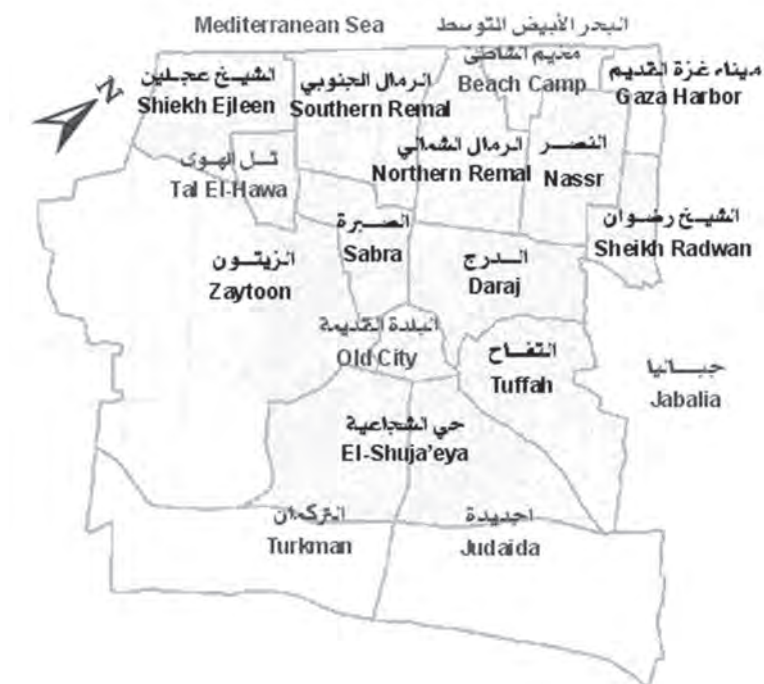 Mediterranean Sea
البحر الأبيض المتوسط
N
الشيخ عجلين
Shiekh Ejleen
الرمال الجنوبي
Southern Remal
مخيم الشاطئ
Beach Camp
ميناء غزة القديم
Gaza Harbor
تل الهوى
Tal El-Hawa
الرمال الشمالي
Northern Remal
النصر
Nassr
الشيخ رضوان
Sheikh Radwan
الصبرة
Sabra
الدرج
Daraj
الزيتون
Zaytoon
البلدة القديمة
Old City
التفاح
Tuffah
جباليا
Jabalia
حي الشجاعية
El-Shuja'eya
التركمان
Turkman
اجديدة
Judaida